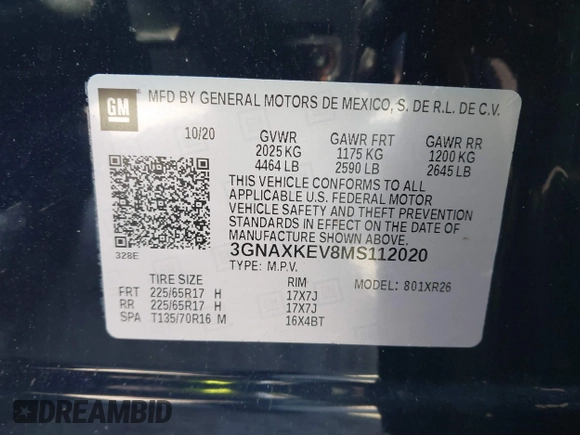 GM
MFD BY GENERAL MOTORS DE MEXICO, S. DE R.L. DE C.V.
10/20 GVWR GAWR FRT GAWR RR
2025 KG 1175 KG 1200 KG
4464 LB 2590 LB 2645 LB
THIS VEHICLE CONFORMS TO ALL
APPLICABLE U.S. FEDERAL MOTOR
VEHICLE SAFETY AND THEFT PREVENTION
STANDARDS IN EFFECT ON THE DATE OF
MANUFACTURE SHOWN ABOVE.
328E 3GNAXKEV8MS112020
TYPE: M.P.V.
TIRE SIZE RIM MODEL: 801XR26
FRT 225/65R17 H 17X7J
RR 225/65R17 H 17X7J
SPA T135/70R16 M 16X4BT
DREAMBID